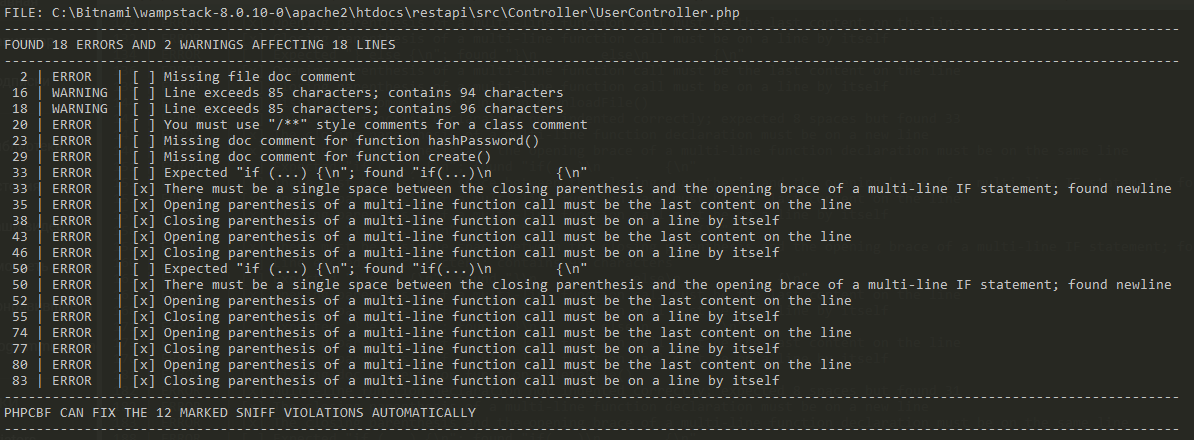 FILE: C:\Bitnami\wampstack-8.0.10-0\apache2\htdocs\restapi\src\Controller\UserController.php
----------------------------------------------------------------------------------------------------------------------------------------------------
FOUND 18 ERRORS AND 2 WARNINGS AFFECTING 18 LINES
----------------------------------------------------------------------------------------------------------------------------------------------------
  2 | ERROR   | [ ] Missing file doc comment
 16 | WARNING | [ ] Line exceeds 85 characters; contains 94 characters
 18 | WARNING | [ ] Line exceeds 85 characters; contains 96 characters
 20 | ERROR   | [ ] You must use "/**" style comments for a class comment
 23 | ERROR   | [ ] Missing doc comment for function hashPassword()
 29 | ERROR   | [ ] Missing doc comment for function create()
 33 | ERROR   | [ ] Expected "if (...) {\n"; found "if(...)\n        {\n"
 33 | ERROR   | [x] There must be a single space between the closing parenthesis and the opening brace of a multi-line IF statement; found newline
 35 | ERROR   | [x] Opening parenthesis of a multi-line function call must be the last content on the line
 38 | ERROR   | [x] Closing parenthesis of a multi-line function call must be on a line by itself
 43 | ERROR   | [x] Opening parenthesis of a multi-line function call must be the last content on the line
 46 | ERROR   | [x] Closing parenthesis of a multi-line function call must be on a line by itself
 50 | ERROR   | [ ] Expected "if (...) {\n"; found "if(...)\n        {\n"
 50 | ERROR   | [x] There must be a single space between the closing parenthesis and the opening brace of a multi-line IF statement; found newline
 52 | ERROR   | [x] Opening parenthesis of a multi-line function call must be the last content on the line
 55 | ERROR   | [x] Closing parenthesis of a multi-line function call must be on a line by itself
 74 | ERROR   | [x] Opening parenthesis of a multi-line function call must be the last content on the line
 77 | ERROR   | [x] Closing parenthesis of a multi-line function call must be on a line by itself
 80 | ERROR   | [x] Opening parenthesis of a multi-line function call must be the last content on the line
 83 | ERROR   | [x] Closing parenthesis of a multi-line function call must be on a line by itself
----------------------------------------------------------------------------------------------------------------------------------------------------
PHPCBF CAN FIX THE 12 MARKED SNIFF VIOLATIONS AUTOMATICALLY
----------------------------------------------------------------------------------------------------------------------------------------------------